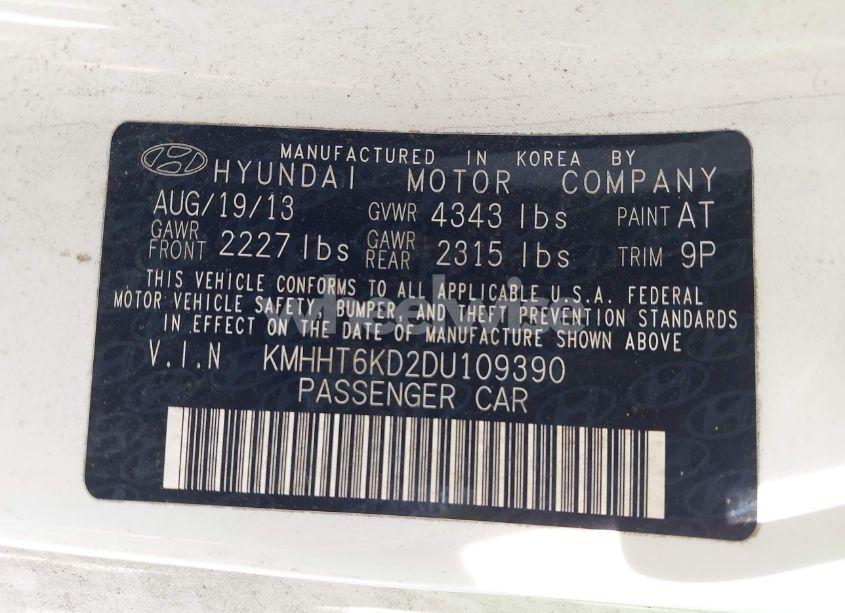 MANUFACTURED IN KOREA BY
HYUNDAI MOTOR COMPANY
AUG/19/13 GVWR 4343 lbs PAINT AT
GAWR FRONT 2227 lbs GAWR REAR 2315 lbs TRIM 9P
THIS VEHICLE CONFORMS TO ALL APPLICABLE U.S.A. FEDERAL
MOTOR VEHICLE SAFETY, BUMPER, AND THEFT PREVENTION STANDARDS
IN EFFECT ON THE DATE OF MANUFACTURE SHOWN ABOVE
wheelwise
V.I.N KMHHT6KD2DU109390
PASSENGER CAR